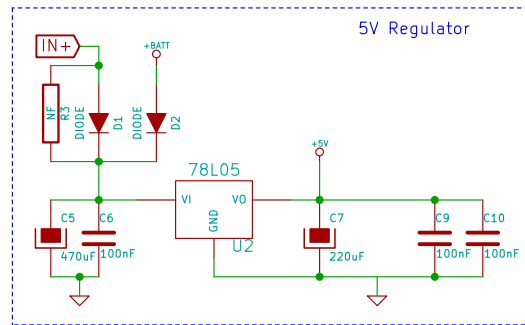 5V Regulator
IN+
+BATT
NF
R3
DIODE
D1
DIODE
D2
78L05
+5V
VI
VO
GND
U2
C5
470uF
C6
100nF
C7
220uF
C9
100nF
C10
100nF